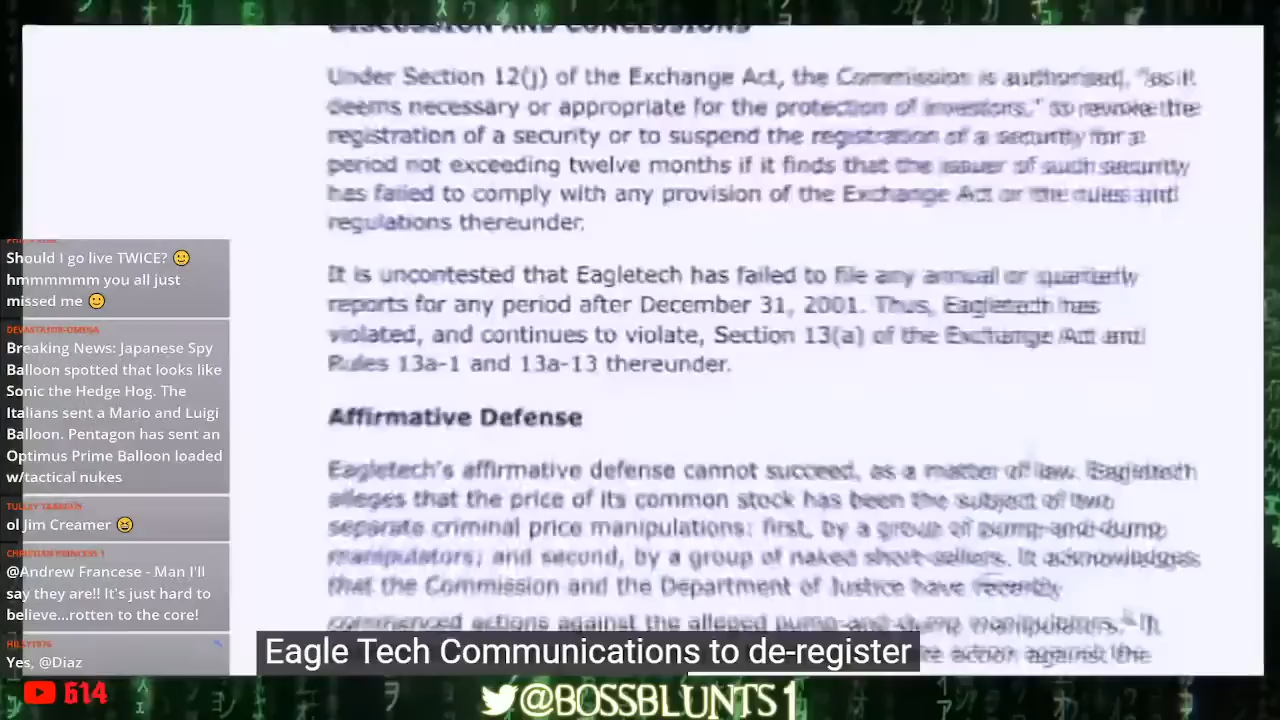 DISCUSSION AND CONCLUSIONS
Under Section 12(j) of the Exchange Act, the Commission is authorized, "as it
deems necessary or appropriate for the protection of investors," to revoke the
registration of a security or to suspend the registration of a security for a
period not exceeding twelve months if it finds that the issuer of such security
has failed to comply with any provision of the Exchange Act or the rules and
regulations thereunder.
It is uncontested that Eagletech has failed to file any annual or quarterly
reports for any period after December 31, 2001. Thus, Eagletech has
violated, and continues to violate, Section 13(a) of the Exchange Act and
Rules 13a-1 and 13a-13 thereunder.
Affirmative Defense
Eagletech's affirmative defense cannot succeed, as a matter of law. Eagletech
alleges that the price of its common stock has been the subject of two
separate criminal price manipulations: first, by a group of pump-and-dump
manipulators; and second, by a group of naked short-sellers. It acknowledges
that the Commission and the Department of Justice have recently
commenced actions against the alleged pump-and-dump manipulators. It
action against the
Should I go live TWICE? 🙂
hmmmmmm you all just
missed me 🙂
DEVASTATOR-OMEGA
Breaking News: Japanese Spy
Balloon spotted that looks like
Sonic the Hedge Hog. The
Italians sent a Mario and Luigi
Balloon. Pentagon has sent an
Optimus Prime Balloon loaded
w/tactical nukes
ol Jim Creamer 😆
CHRISTIAN PRINCESS 1
@Andrew Francese - Man I'll
say they are!! It's just hard to
believe...rotten to the core!
Yes, @Diaz
Eagle Tech Communications to de-register
614
@BOSSBLUNTS1